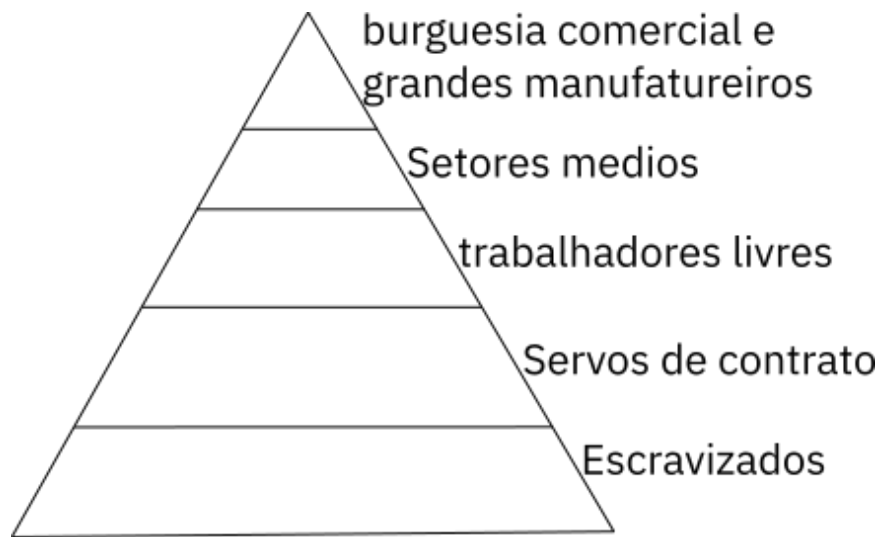 burguesia comercial e
grandes manufatureiros
Setores medios
trabalhadores livres
Servos de contrato
Escravizados